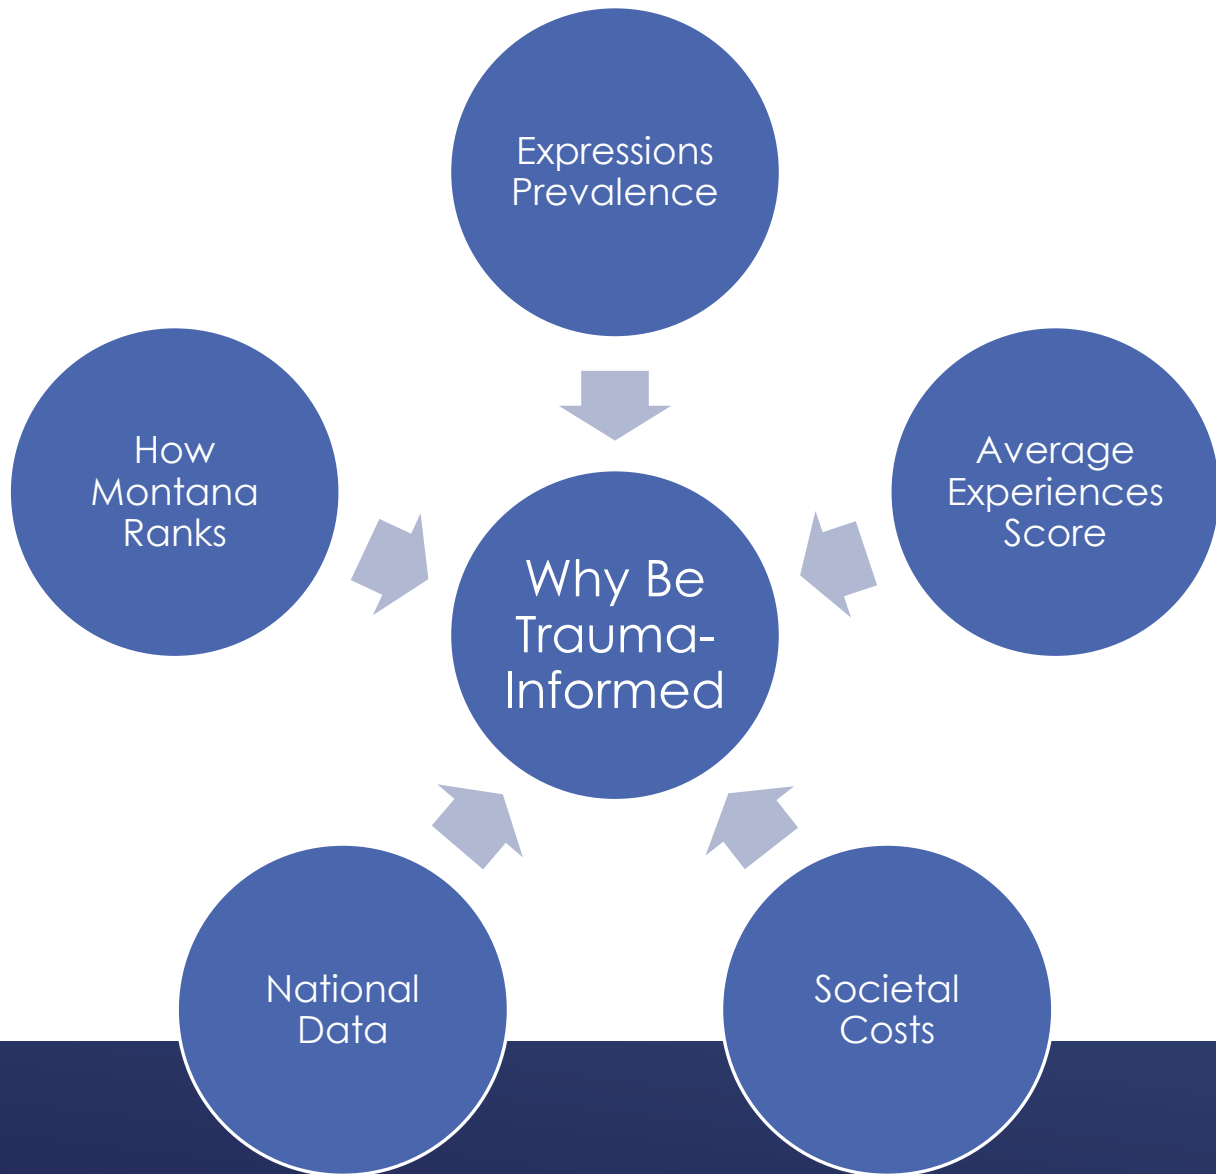 Expressions
Prevalence
How
Montana
Ranks
Average
Experiences
Score
Why Be
Trauma-
Informed
National
Data
Societal
Costs